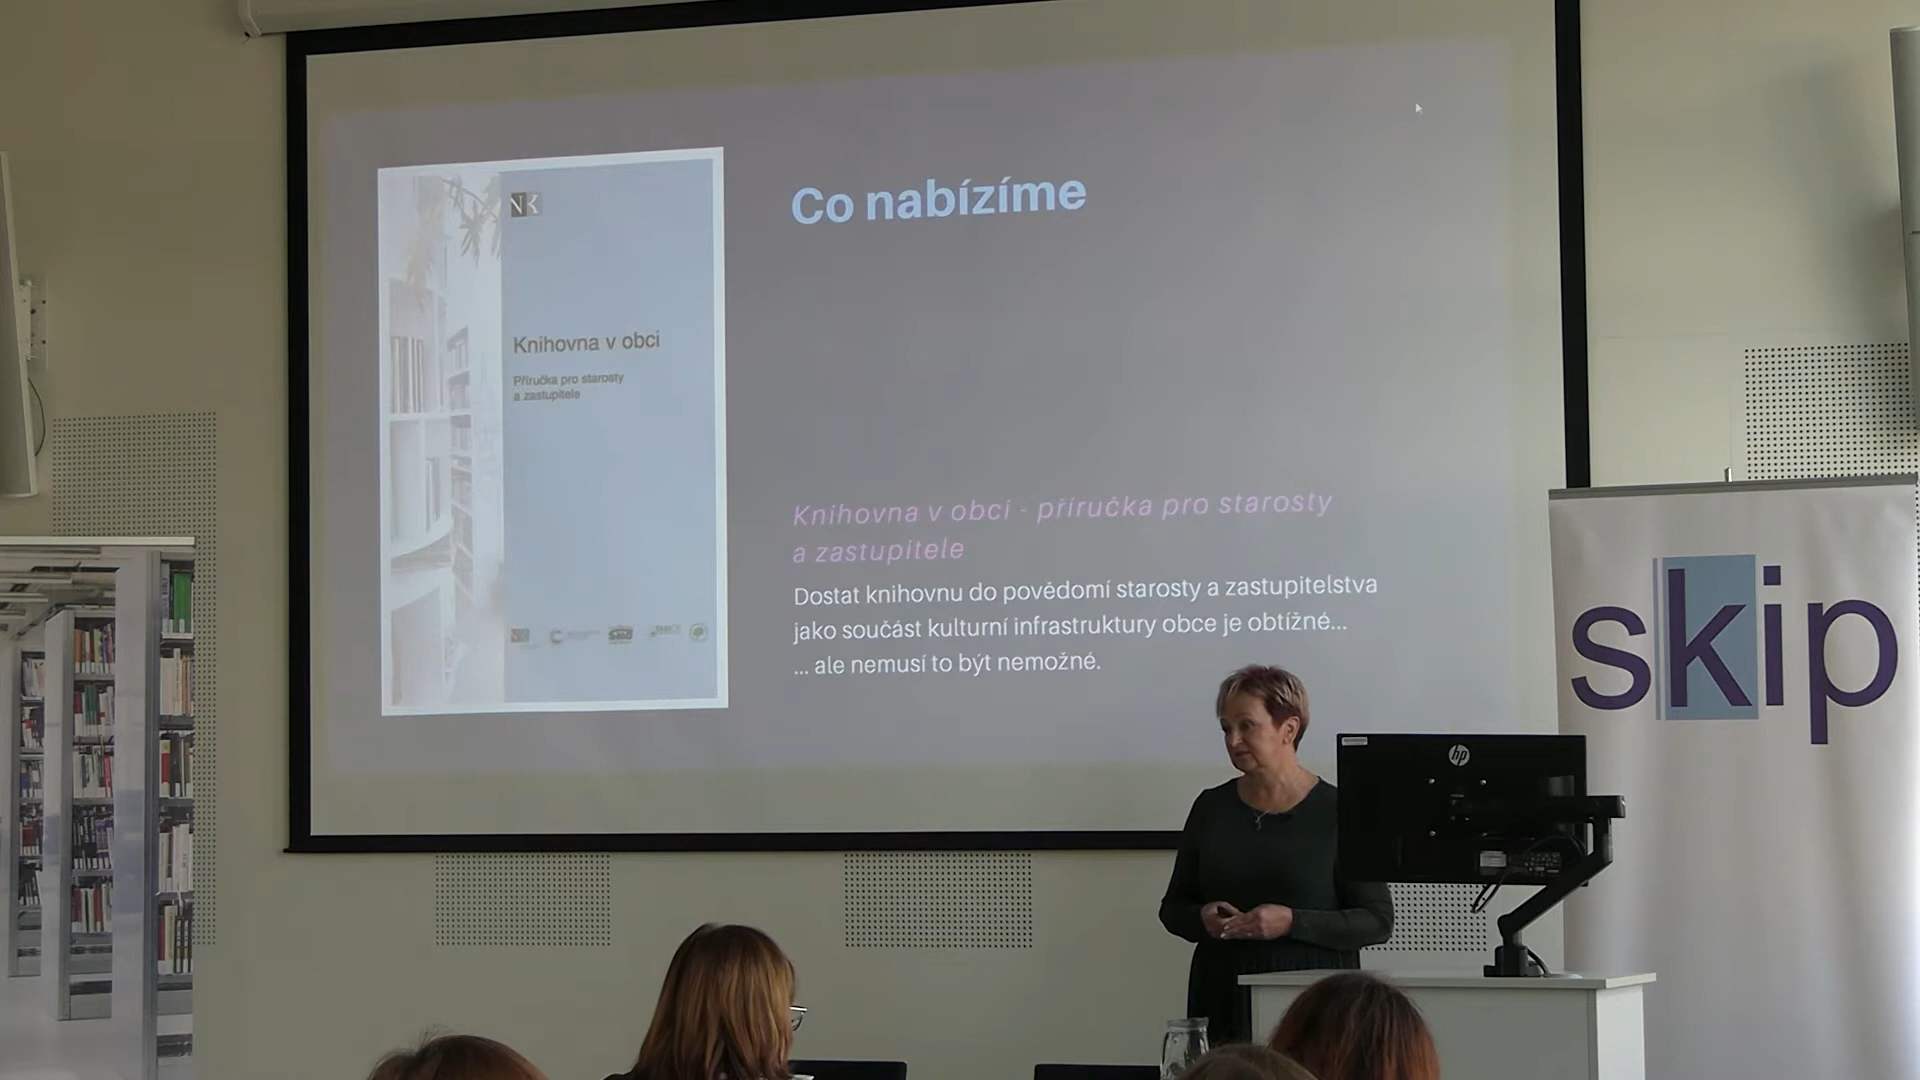 NK
Knihovna v obci
Příručka pro starosty
a zastupitele
Co nabízíme
Knihovna v obci - příručka pro starosty
a zastupitele
Dostat knihovnu do povědomí starosty a zastupitelstva
jako součást kulturní infrastruktury obce je obtížné...
... ale nemusí to být nemožné.
hp
skip